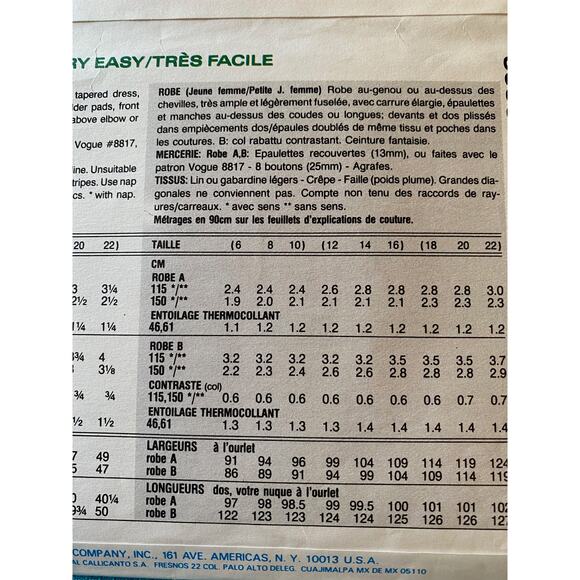 RY EASY/TRÈS FACILE
tapered dress,
der pads, front
above elbow or
Vogue #8817,
ine. Unsuitable
tripes. Use nap
cs. * with nap.
ROBE (Jeune femme/Petite J. femme) Robe au-genou ou au-dessus des
chevilles, très ample et légèrement fuselée, avec carrure élargie, épaulettes
et manches au-dessus des coudes ou longues; devants et dos plissés
dans empiècements dos/épaules doublés de même tissu et poches dans
les coutures. B: col rabattu contrastant. Ceinture fantaisie.
MERCERIE: Robe A,B: Epaulettes recouvertes (13mm), ou faites avec le
patron Vogue 8817 - 8 boutons (25mm) - Agrafes.
TISSUS: Lin ou gabardine légers - Crêpe - Faille (poids plume). Grandes dia-
gonales ne conviennent pas. Compte non tenu des raccords de ray-
ures/carreaux. * avec sens ** sans sens.
Métrages en 90cm sur les feuillets d'explications de couture.
20 22) TAILLE (6 8 10) (12 14 16) (18 20 22)
CM
ROBE A
3 3¼ 115 */** 2.4 2.4 2.4 2.6 2.8 2.8 2.8 2.8 3.0
2½ 2½ 150 */** 1.9 2.0 2.1 2.1 2.1 2.1 2.3 2.3 2.3
ENTOILAGE THERMOCOLLANT
1¼ 1¼ 46,61 1.1 1.2 1.2 1.2 1.2 1.2 1.2 1.2 1.2
ROBE B
3¾ 4 115 */** 3.2 3.2 3.2 3.2 3.2 3.5 3.5 3.5 3.7
3⅛ 150 */** 2.2 2.3 2.4 2.6 2.6 2.8 2.8 2.9 2.9
CONTRASTE (col)
¾ ¾ 115,150 */** 0.6 0.6 0.6 0.6 0.6 0.6 0.6 0.7 0.7
ENTOILAGE THERMOCOLLANT
½ 1½ 46,61 1.3 1.3 1.3 1.3 1.4 1.4 1.4 1.4 1.4
LARGEURS à l'ourlet
7 49 robe A 91 94 96 99 104 109 114 119 124
5 47 robe B 86 89 91 94 99 104 109 114 119
LONGUEURS dos, votre nuque à l'ourlet
0 40¼ robe A 97 98 98.5 99 99.5 100 101 101 102
9¾ 50 robe B 122 123 123 124 125 126 126 127
COMPANY, INC., 161 AVE. AMERICAS, N. Y. 10013 U.S.A.
AL CALLICANTO S.A. FRESNOS 22 COL. PALO ALTO DELEG. CUAJIMALPA MX DE MX 05110